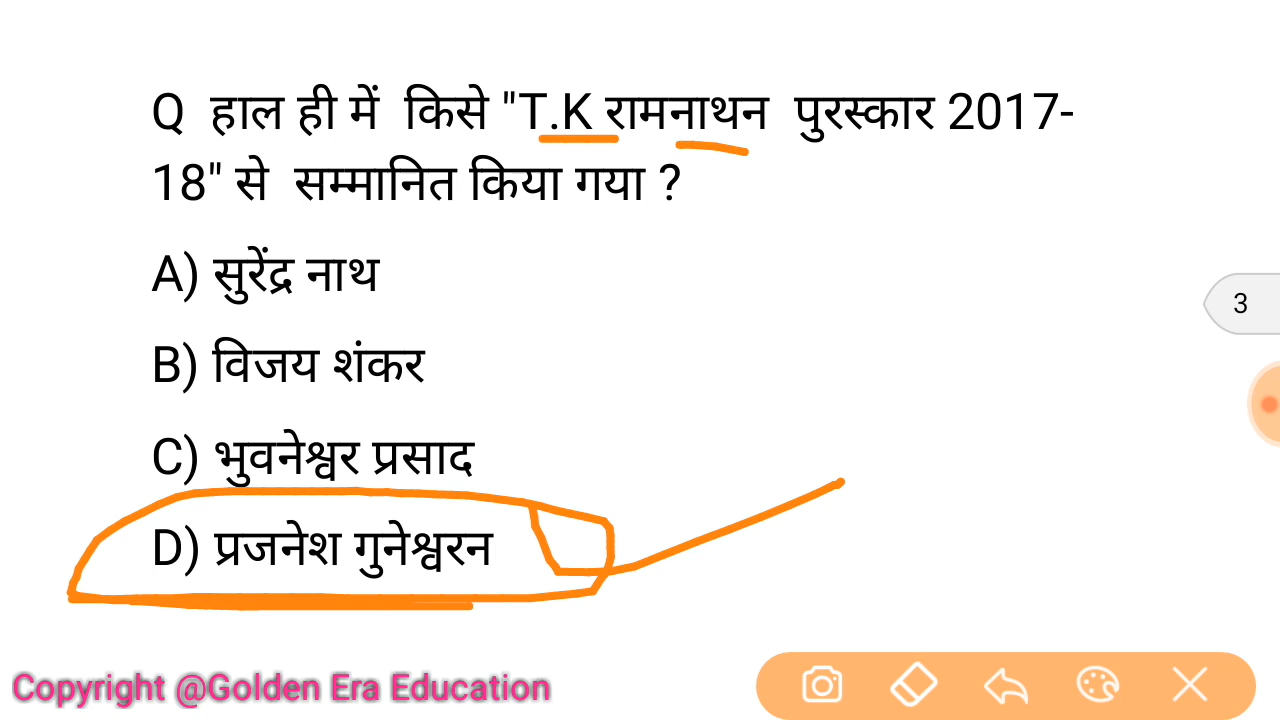 Q हाल ही में किसे "T.K रामनाथन पुरस्कार 2017-
18" से सम्मानित किया गया ?
A) सुरेंद्र नाथ
B) विजय शंकर
C) भुवनेश्वर प्रसाद
D) प्रजनेश गुनेश्वरन
3
Copyright @Golden Era Education